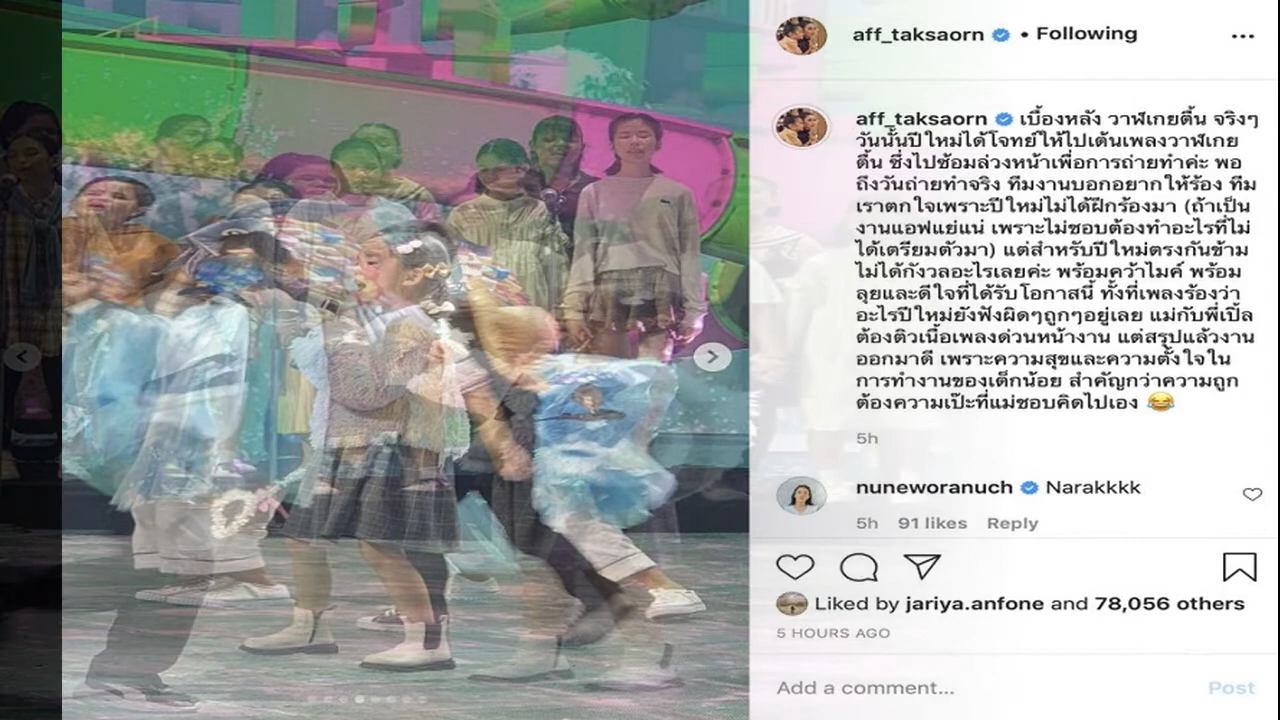 aff_taksaorn • Following
aff_taksaorn เบื้องหลัง วาฬเกยตื้น จริงๆ
วันนั้นปีใหม่ได้โจทย์ให้ไปเต้นเพลงวาฬเกย
ตื้น ซึ่งไปซ้อมล่วงหน้าเพื่อการถ่ายทำค่ะ พอ
ถึงวันถ่ายทำจริง ทีมงานบอกอยากให้ร้อง ทีม
เราตกใจเพราะปีใหม่ไม่ได้ฝึกร้องมา (ถ้าเป็น
งานแอฟแย่แน่ เพราะไม่ชอบต้องทำอะไรที่ไม่
ได้เตรียมตัวมา) แต่สำหรับปีใหม่ตรงกันข้าม
ไม่ได้กังวลอะไรเลยค่ะ พร้อมคว้าไมค์ พร้อม
ลุยและดีใจที่ได้รับโอกาสนี้ ทั้งที่เพลงร้องว่า
อะไรปีใหม่ยังฟังผิดๆถูกๆอยู่เลย แม่กับพี่เปิ้ล
ต้องติวเนื้อเพลงด่วนหน้างาน แต่สรุปแล้วงาน
ออกมาดี เพราะความสุขและความตั้งใจใน
การทำงานของเด็กน้อย สำคัญกว่าความถูก
ต้องความเป๊ะที่แม่ชอบคิดไปเอง 😂
5h
nuneworanuch Narakkkk
5h 91 likes Reply
Liked by jariya.anfone and 78,056 others
5 HOURS AGO
Add a comment... Post